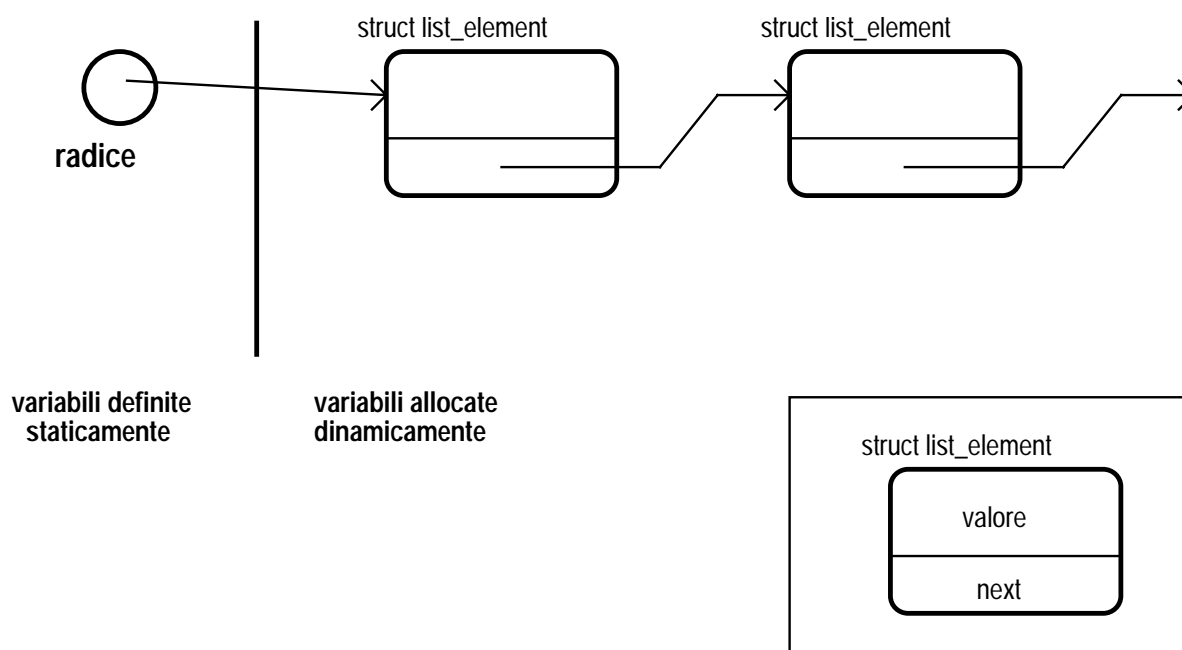 struct list_element
struct list_element
radice
variabili definite
staticamente
variabili allocate
dinamicamente
struct list_element
valore
next